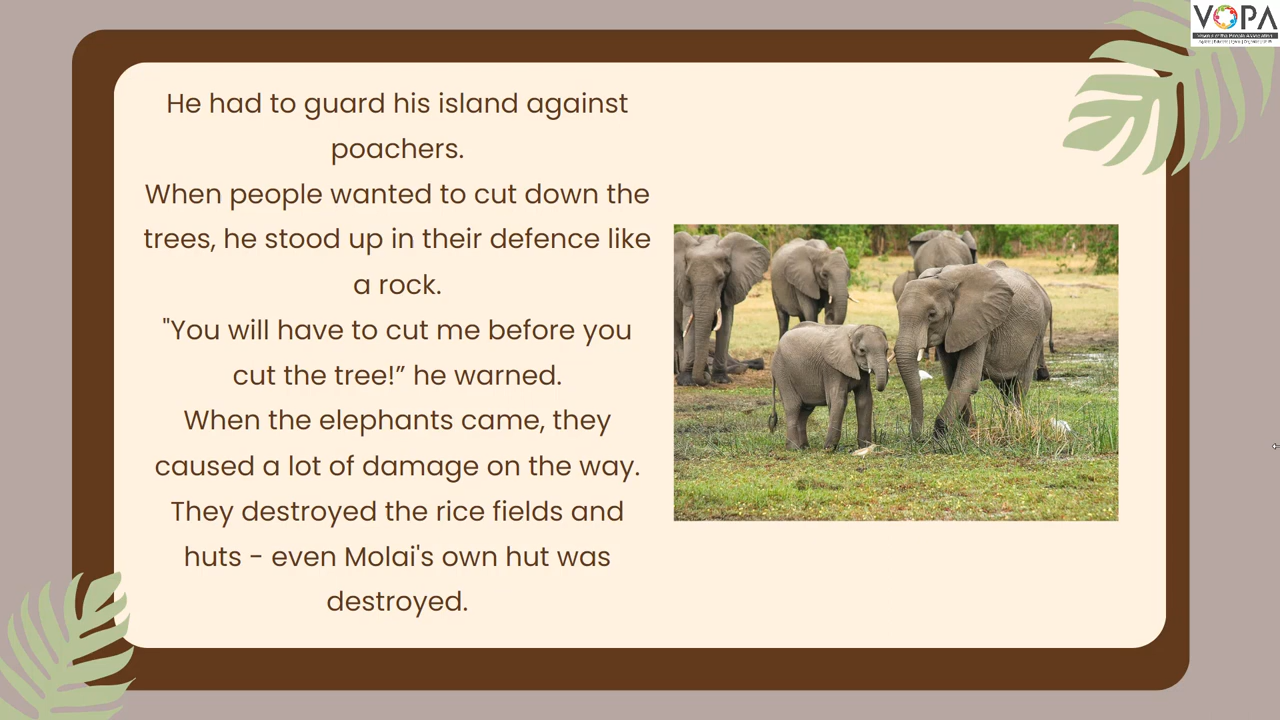 VOPA
He had to guard his island against
poachers.
When people wanted to cut down the
trees, he stood up in their defence like
a rock.
"You will have to cut me before you
cut the tree!” he warned.
When the elephants came, they
caused a lot of damage on the way.
They destroyed the rice fields and
huts - even Molai's own hut was
destroyed.